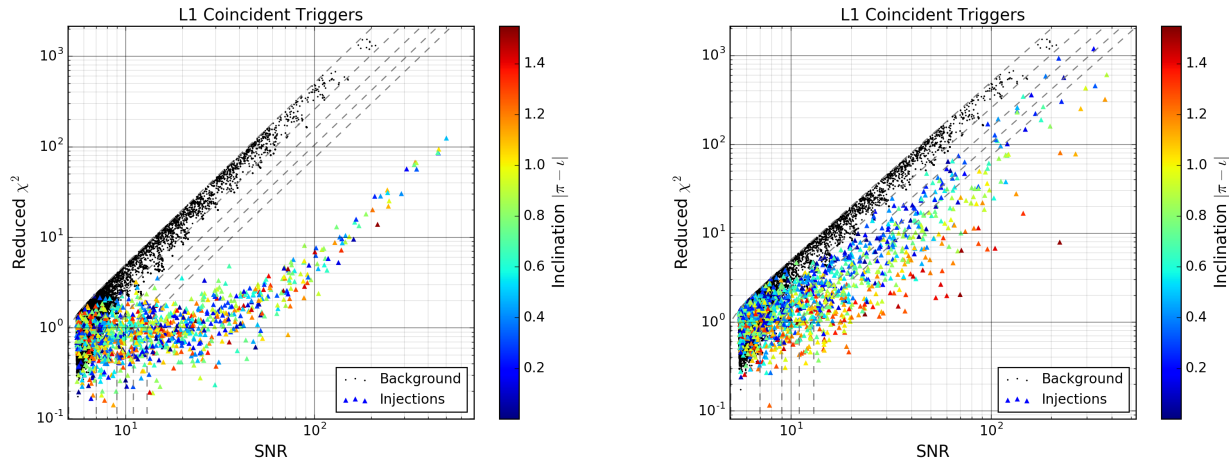 L1 Coincident Triggers
10³
10²
10¹
10⁰
10⁻¹
Reduced χ²
10¹
10²
SNR
Background
Injections
1.4
1.2
1.0
0.8
0.6
0.4
0.2
Inclination |π − ι|
L1 Coincident Triggers
10³
10²
10¹
10⁰
10⁻¹
Reduced χ²
10¹
10²
SNR
Background
Injections
1.4
1.2
1.0
0.8
0.6
0.4
0.2
Inclination |π − ι|